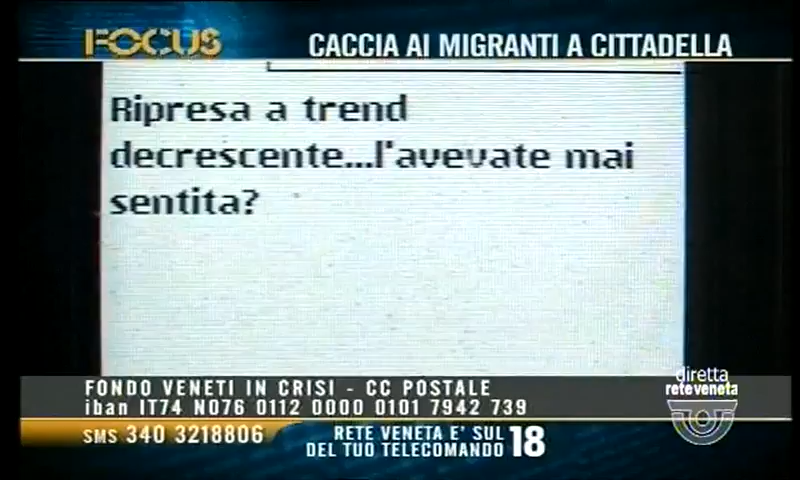 FOCUS
CACCIA AI MIGRANTI A CITTADELLA
Ripresa a trend
decrescente...l'avevate mai
sentita?
FONDO VENETI IN CRISI - CC POSTALE
iban IT74 N076 0112 0000 0101 7942 739
diretta
reteveneta
SMS 340 3218806
RETE VENETA E' SUL
DEL TUO TELECOMANDO 18